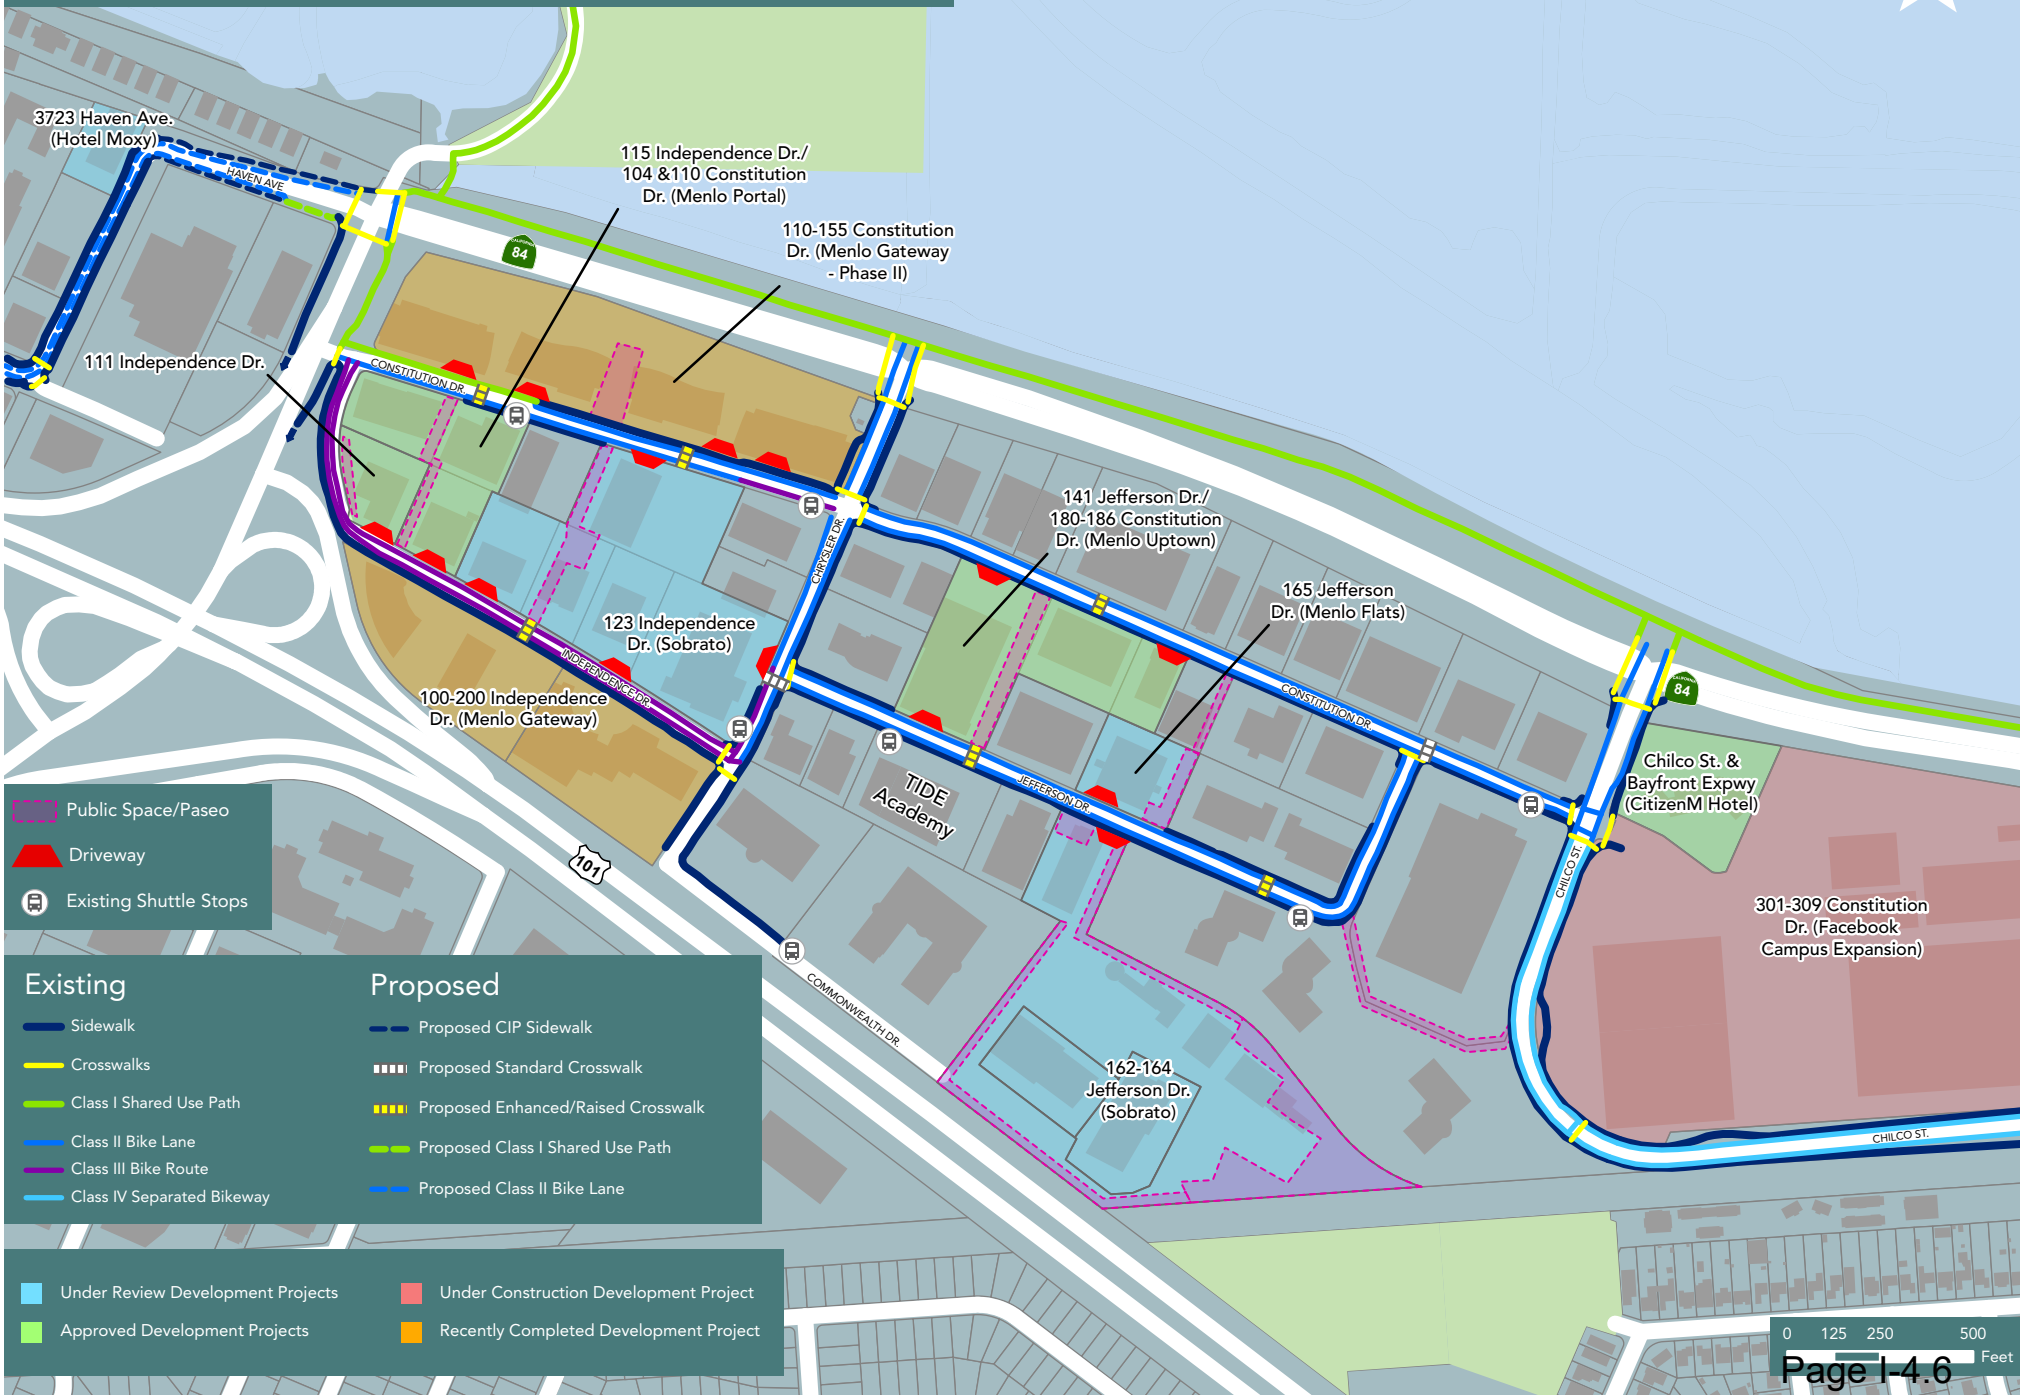 3723 Haven Ave.
(Hotel Moxy)
HAVEN AVE
115 Independence Dr./
104 &110 Constitution
Dr. (Menlo Portal)
110-155 Constitution
Dr. (Menlo Gateway
- Phase II)
CALIFORNIA
84
111 Independence Dr.
CONSTITUTION DR.
141 Jefferson Dr./
180-186 Constitution
Dr. (Menlo Uptown)
CHRYSLER DR.
165 Jefferson
Dr. (Menlo Flats)
123 Independence
Dr. (Sobrato)
INDEPENDENCE DR.
100-200 Independence
Dr. (Menlo Gateway)
CONSTITUTION DR.
CALIFORNIA
84
TIDE
Academy
JEFFERSON DR.
Chilco St. &
Bayfront Expwy
(CitizenM Hotel)
CHILCO ST.
301-309 Constitution
Dr. (Facebook
Campus Expansion)
101
COMMONWEALTH DR.
162-164
Jefferson Dr.
(Sobrato)
CHILCO ST.
Public Space/Paseo
Driveway
Existing Shuttle Stops
Existing
Sidewalk
Crosswalks
Class I Shared Use Path
Class II Bike Lane
Class III Bike Route
Class IV Separated Bikeway
Proposed
Proposed CIP Sidewalk
Proposed Standard Crosswalk
Proposed Enhanced/Raised Crosswalk
Proposed Class I Shared Use Path
Proposed Class II Bike Lane
Under Review Development Projects
Approved Development Projects
Under Construction Development Project
Recently Completed Development Project
0 125 250 500
Feet
Page I-4.6